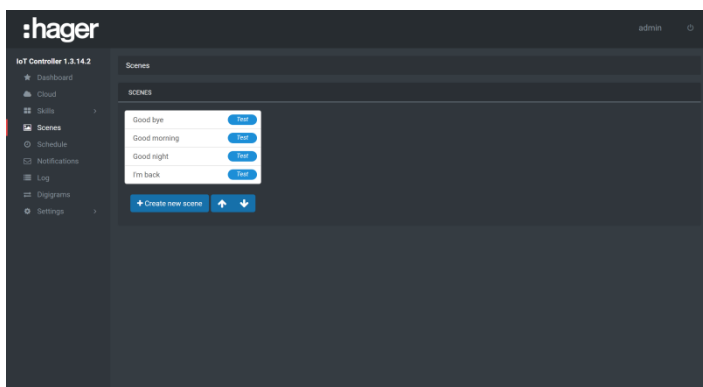 :hager
admin
IoT Controller 1.3.14.2
Dashboard
Cloud
Skills
Scenes
Schedule
Notifications
Log
Digigrams
Settings
Scenes
SCENES
Good bye Test
Good morning Test
Good night Test
I'm back Test
+ Create new scene